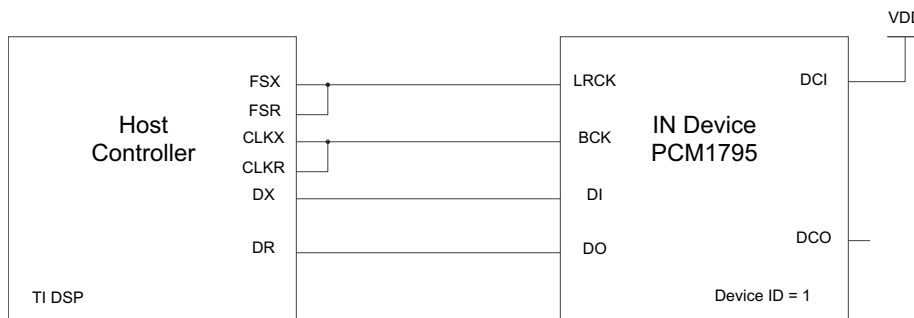 VDD
FSX
FSR
CLKX
CLKR
DX
DR
Host
Controller
TI DSP
LRCK
BCK
DI
DO
IN Device
PCM1795
DCI
DCO
Device ID = 1